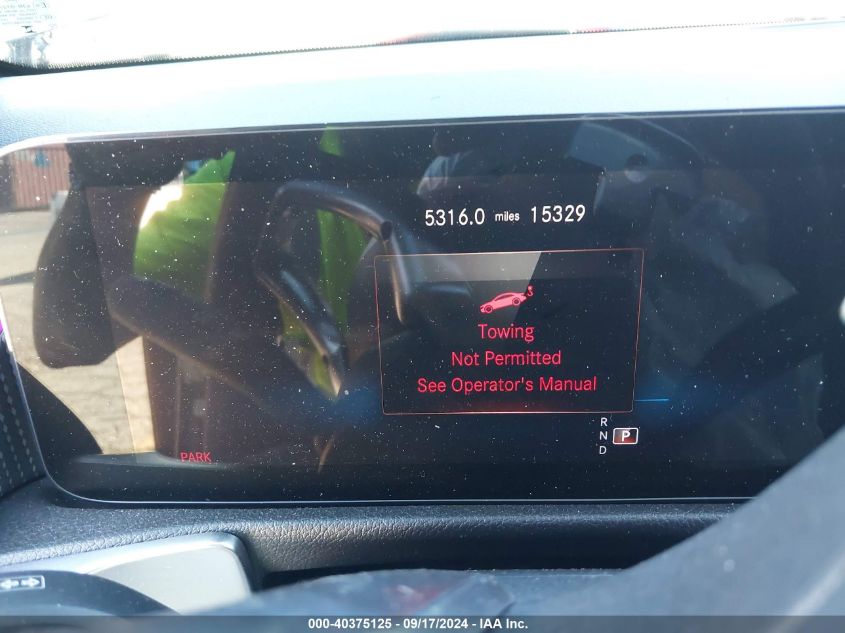 5316.0 miles 15329
Towing
Not Permitted
See Operator's Manual
R
N P
D
PARK
000-40375125 - 09/17/2024 - IAA Inc.